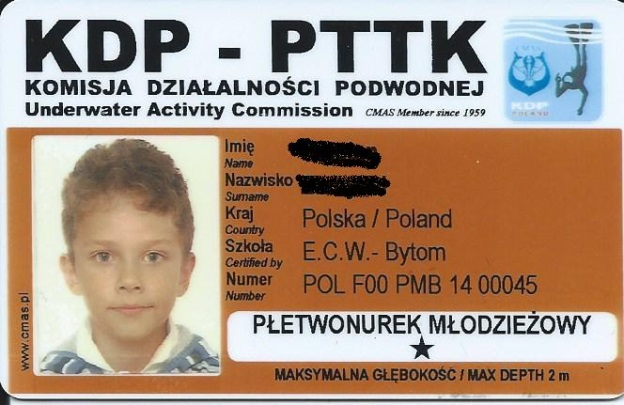 KDP - PTTK
KOMISJA DZIAŁALNOŚCI PODWODNEJ
Underwater Activity Commission CMAS Member since 1959
CMAS
KDP
POLAND
Imię
Name
Nazwisko
Surname
Kraj Polska / Poland
Country
Szkoła E.C.W.- Bytom
Certified by
Numer POL F00 PMB 14 00045
Number
www.cmas.pl
PŁETWONUREK MŁODZIEŻOWY
MAKSYMALNA GŁĘBOKOŚĆ / MAX DEPTH 2 m